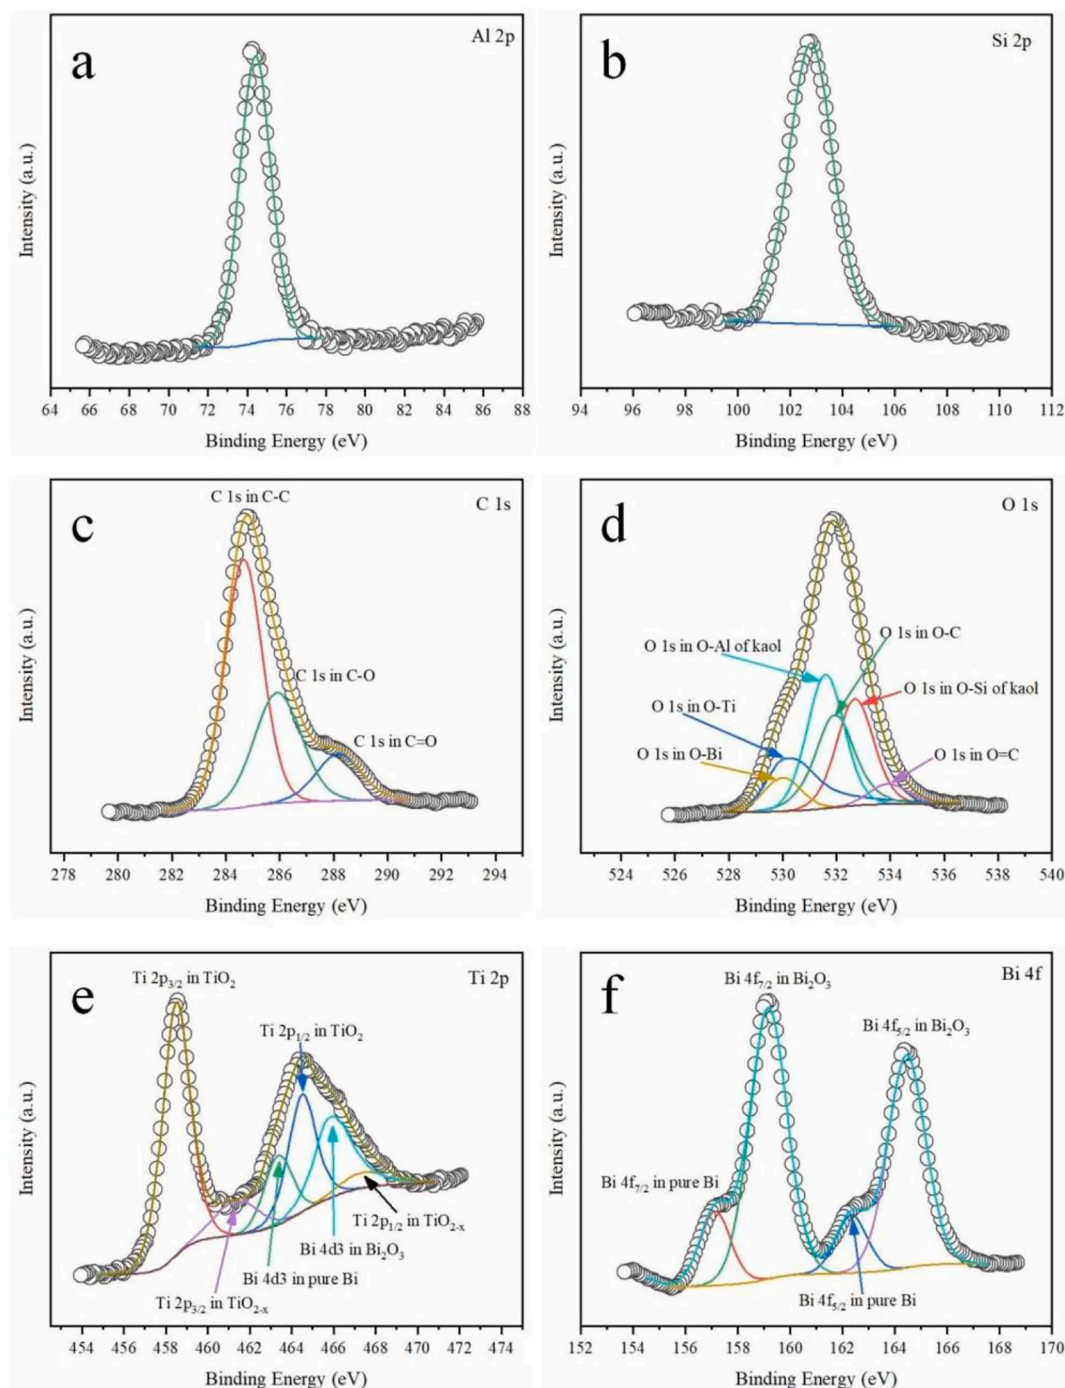 a
Al 2p
Intensity (a.u.)
64 66 68 70 72 74 76 78 80 82 84 86 88
Binding Energy (eV)
b
Si 2p
Intensity (a.u.)
94 96 98 100 102 104 106 108 110 112
Binding Energy (eV)
c
C 1s
C 1s in C-C
C 1s in C-O
C 1s in C=O
Intensity (a.u.)
278 280 282 284 286 288 290 292 294
Binding Energy (eV)
d
O 1s
O 1s in O-C
O 1s in O-Al of kaol
O 1s in O-Si of kaol
O 1s in O-Ti
O 1s in O-Bi
O 1s in O=C
Intensity (a.u.)
524 526 528 530 532 534 536 538 540
Binding Energy (eV)
e
Ti 2p
Ti 2p3/2 in TiO2
Ti 2p1/2 in TiO2
Ti 2p1/2 in TiO2-x
Bi 4d3 in Bi2O3
Bi 4d3 in pure Bi
Ti 2p3/2 in TiO2-x
Intensity (a.u.)
454 456 458 460 462 464 466 468 470 472 474
Binding Energy (eV)
f
Bi 4f
Bi 4f7/2 in Bi2O3
Bi 4f5/2 in Bi2O3
Bi 4f7/2 in pure Bi
Bi 4f5/2 in pure Bi
Intensity (a.u.)
152 154 156 158 160 162 164 166 168 170
Binding Energy (eV)